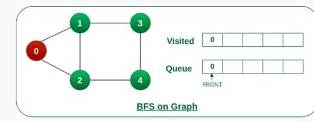 1 3
Visited 0
0
Queue 0
2 4
FRONT
BFS on Graph